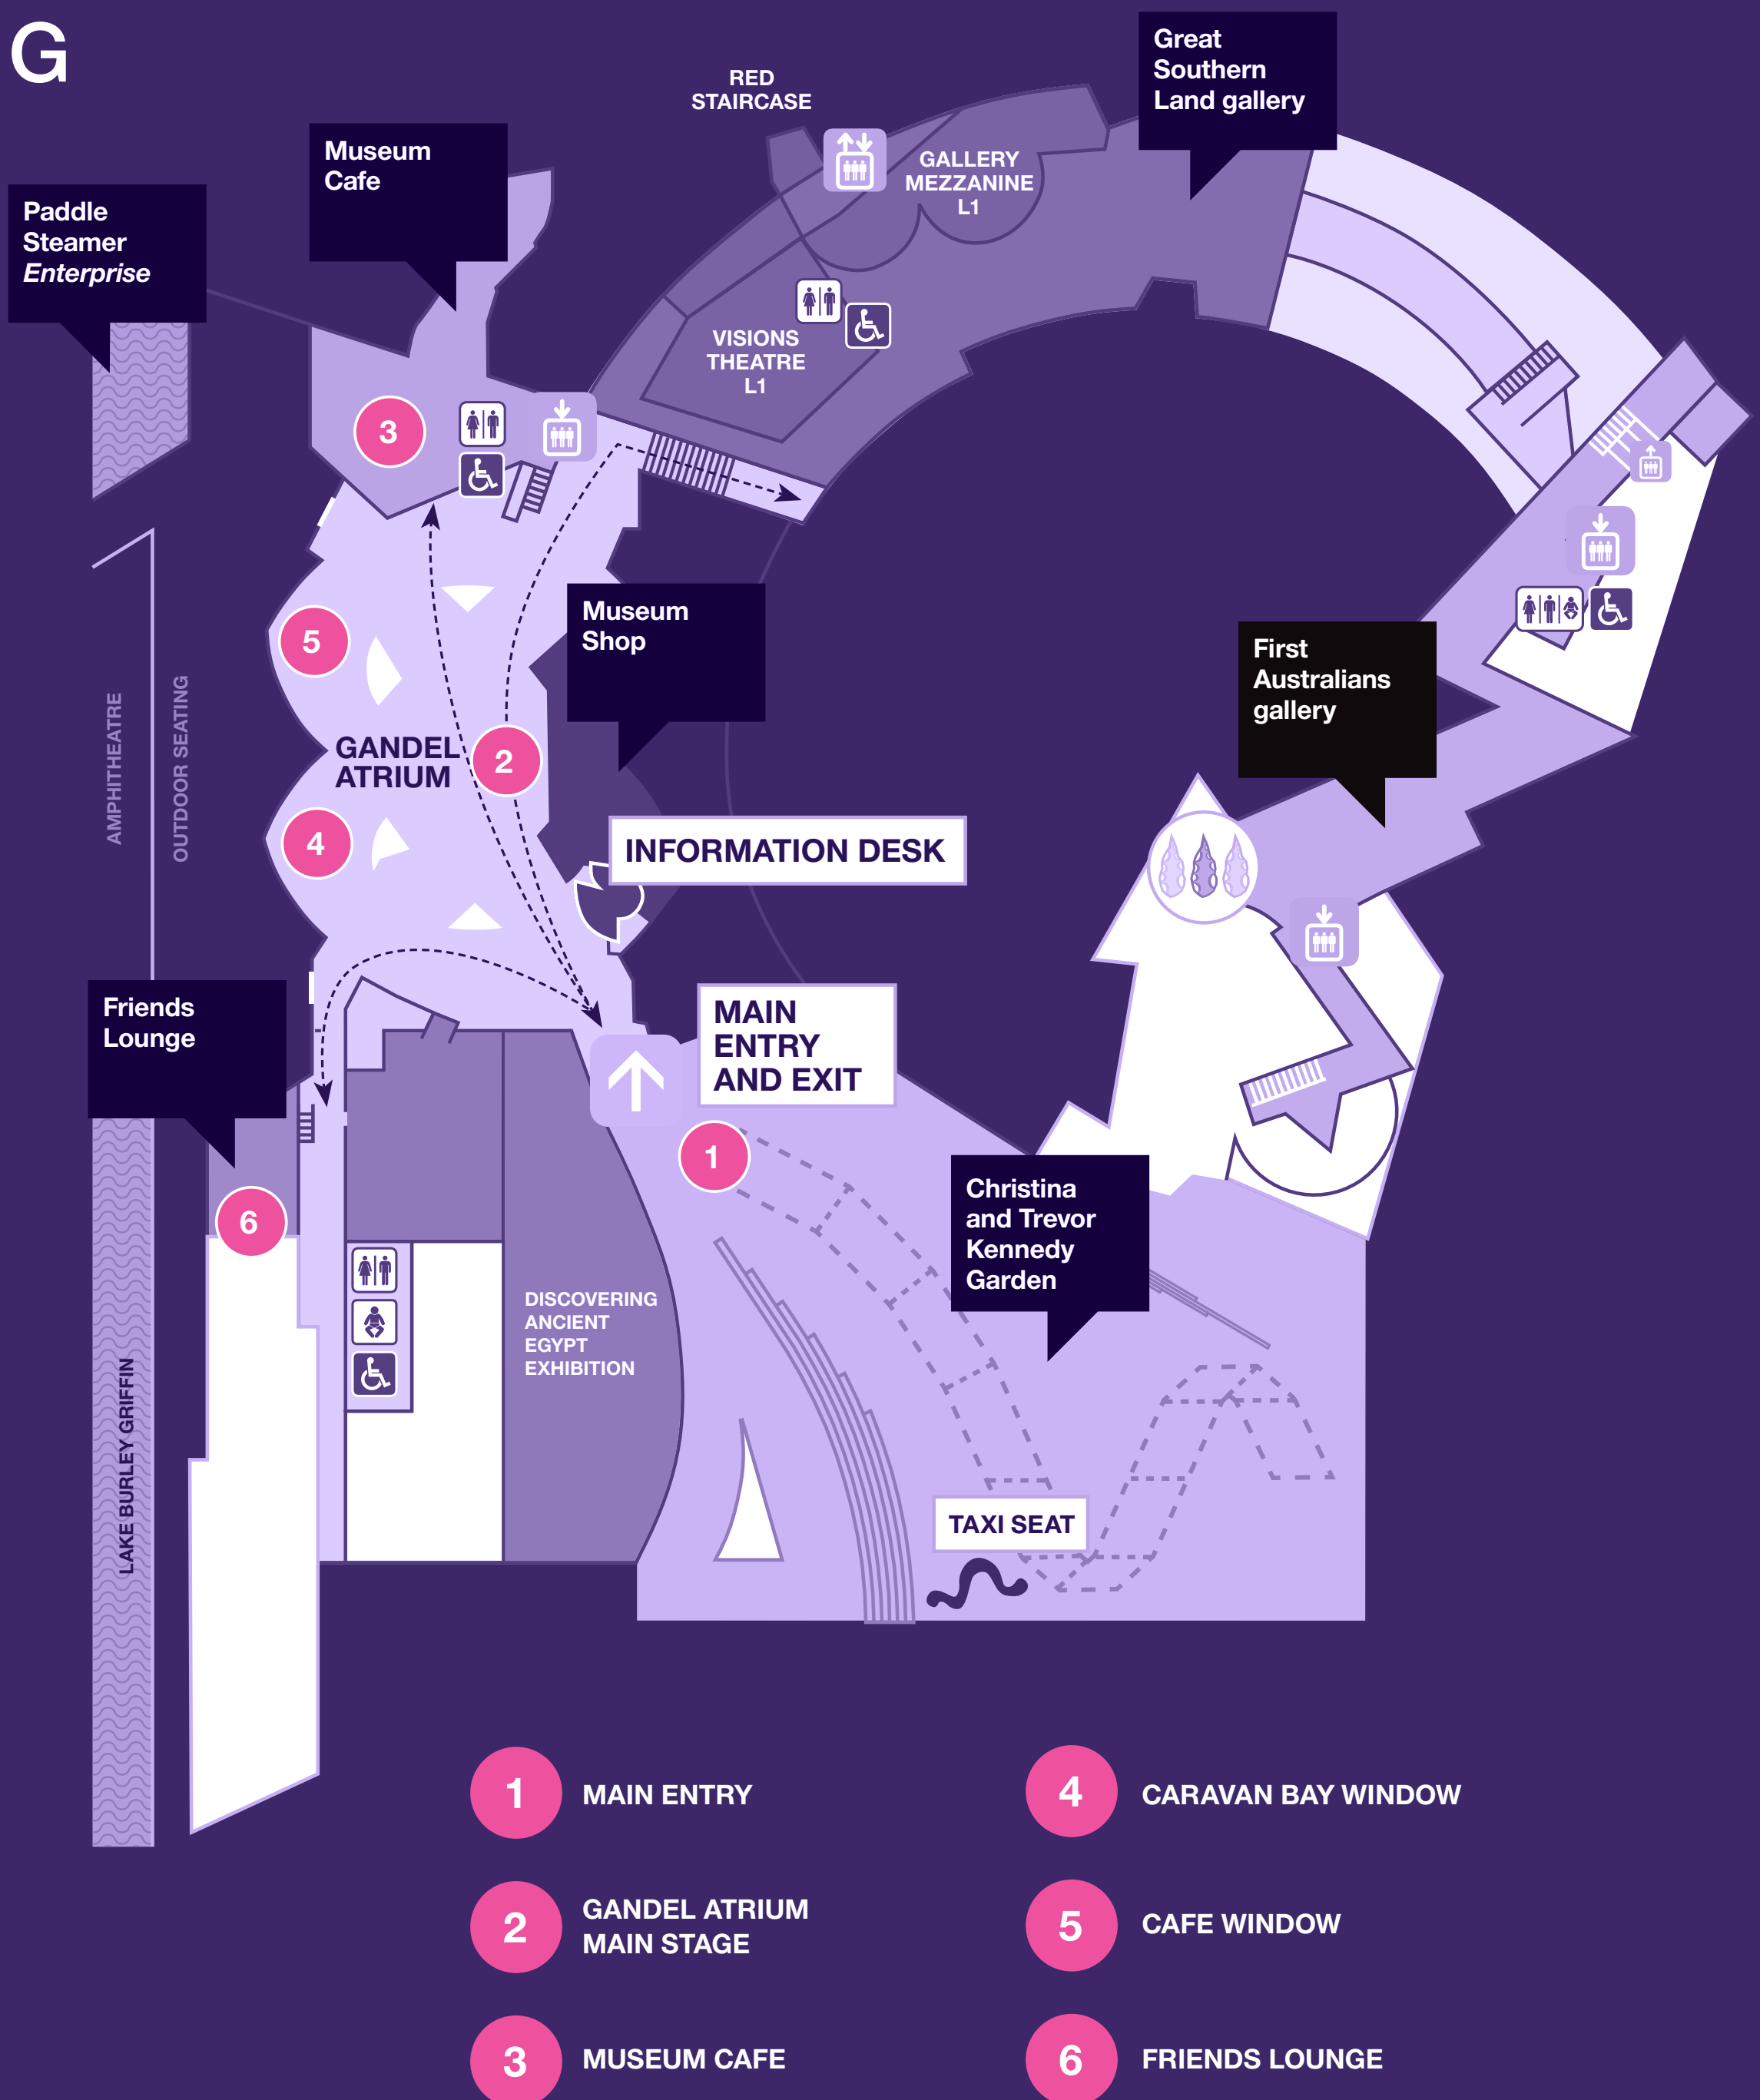 G
RED
STAIRCASE
Great
Southern
Land gallery
Museum
Cafe
GALLERY
MEZZANINE
L1
Paddle
Steamer
Enterprise
VISIONS
THEATRE
L1
3
5
Museum
Shop
First
Australians
gallery
AMPHITHEATRE
OUTDOOR SEATING
GANDEL
ATRIUM
2
4
INFORMATION DESK
Friends
Lounge
MAIN
ENTRY
AND EXIT
1
6
Christina
and Trevor
Kennedy
Garden
DISCOVERING
ANCIENT
EGYPT
EXHIBITION
LAKE BURLEY GRIFFIN
TAXI SEAT
1 MAIN ENTRY
2 GANDEL ATRIUM
MAIN STAGE
3 MUSEUM CAFE
4 CARAVAN BAY WINDOW
5 CAFE WINDOW
6 FRIENDS LOUNGE